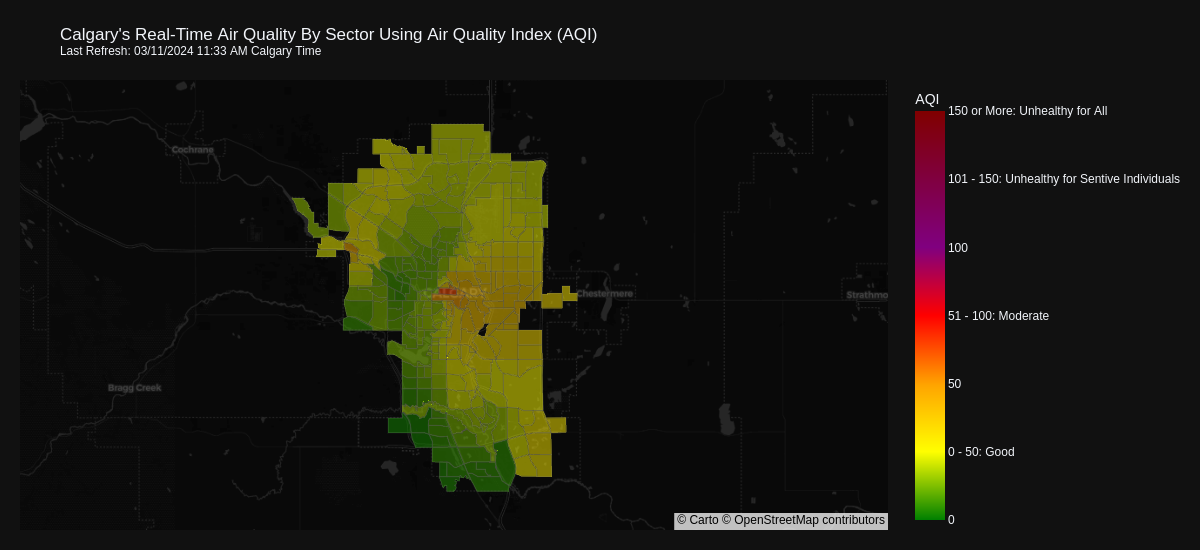 Calgary's Real-Time Air Quality By Sector Using Air Quality Index (AQI)
Last Refresh: 03/11/2024 11:33 AM Calgary Time
AQI
150 or More: Unhealthy for All
Cochrane
101 - 150: Unhealthy for Sentive Individuals
100
Chestermere
Strathmo
51 - 100: Moderate
Bragg Creek
50
0 - 50: Good
0
© Carto © OpenStreetMap contributors